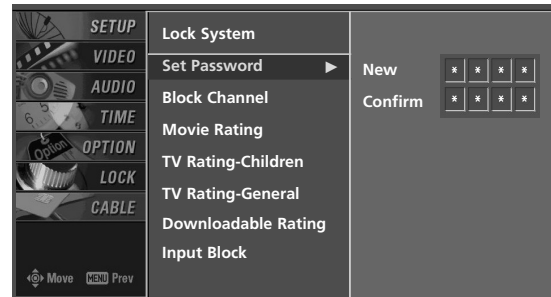 SETUP
VIDEO
AUDIO
TIME
OPTION
LOCK
CABLE
Move MENU Prev
Lock System
Set Password ▶
Block Channel
Movie Rating
TV Rating-Children
TV Rating-General
Downloadable Rating
Input Block
New * * * *
Confirm * * * *